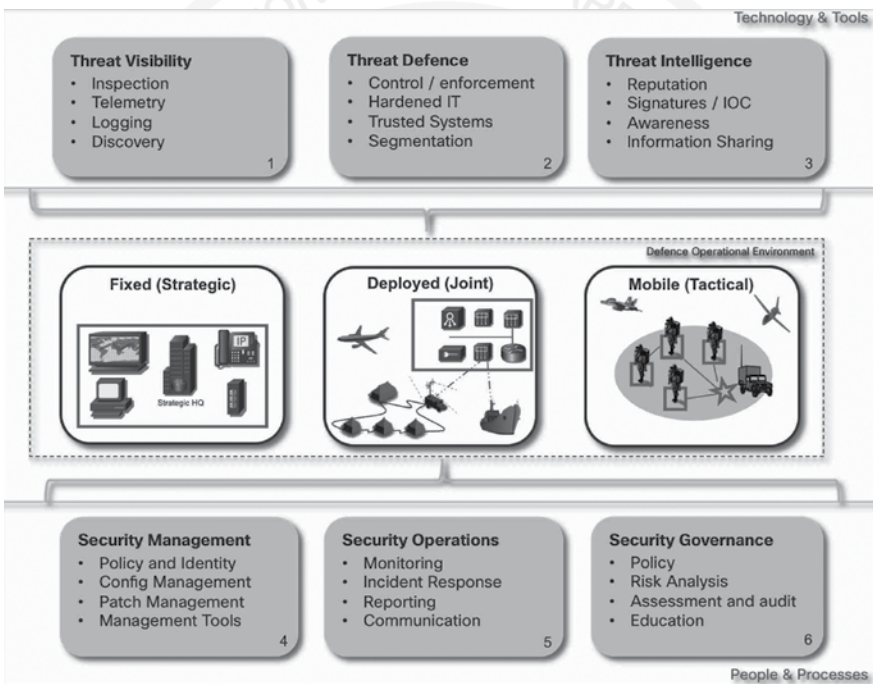 Technology & Tools
Threat Visibility
• Inspection
• Telemetry
• Logging
• Discovery
1
Threat Defence
• Control / enforcement
• Hardened IT
• Trusted Systems
• Segmentation
2
Threat Intelligence
• Reputation
• Signatures / IOC
• Awareness
• Information Sharing
3
Defence Operational Environment
Fixed (Strategic)
IP
Strategic HQ
Deployed (Joint)
Mobile (Tactical)
Security Management
• Policy and Identity
• Config Management
• Patch Management
• Management Tools
4
Security Operations
• Monitoring
• Incident Response
• Reporting
• Communication
5
Security Governance
• Policy
• Risk Analysis
• Assessment and audit
• Education
6
People & Processes